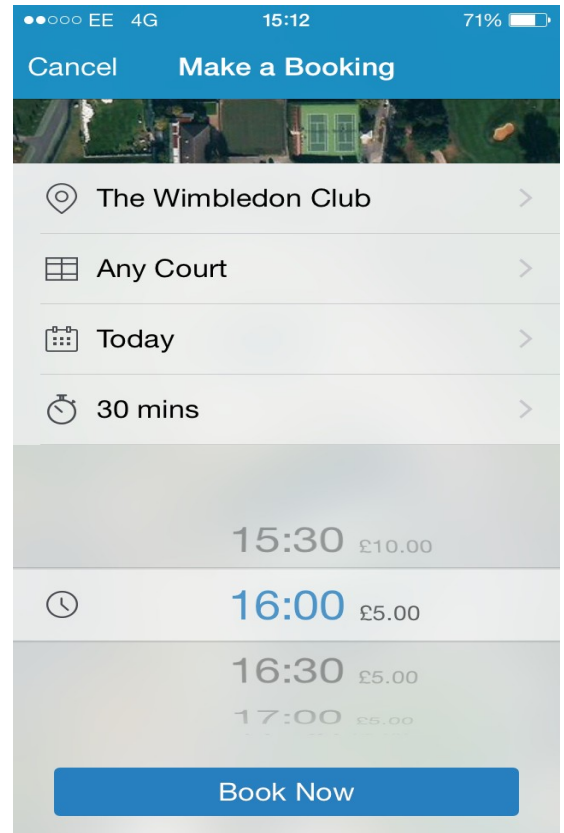 EE 4G 15:12 71%
Cancel Make a Booking
The Wimbledon Club
Any Court
Today
30 mins
15:30 £10.00
16:00 £5.00
16:30 £5.00
17:00 £5.00
Book Now